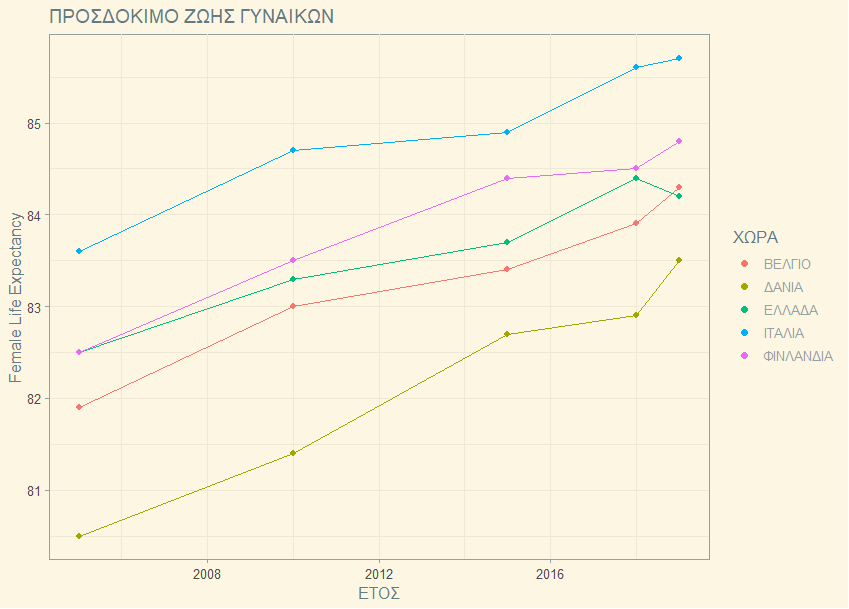 ΠΡΟΣΔΟΚΙΜΟ ΖΩΗΣ ΓΥΝΑΙΚΩΝ
Female Life Expectancy
85
84
83
82
81
2008
2012
2016
ΕΤΟΣ
ΧΩΡΑ
ΒΕΛΓΙΟ
ΔΑΝΙΑ
ΕΛΛΑΔΑ
ΙΤΑΛΙΑ
ΦΙΝΛΑΝΔΙΑ